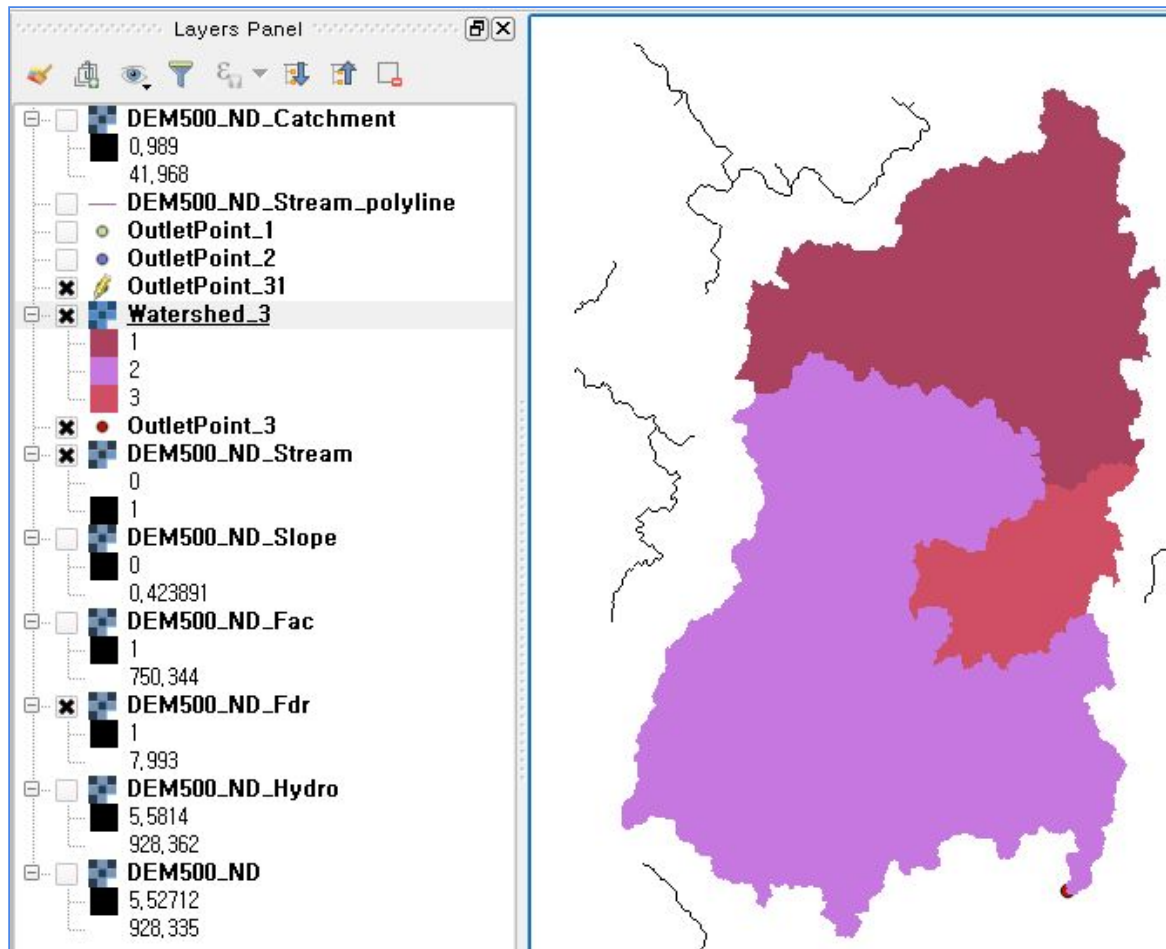 Layers Panel
DEM500_ND_Catchment
0,989
41,968
DEM500_ND_Stream_polyline
OutletPoint_1
OutletPoint_2
OutletPoint_31
Watershed_3
1
2
3
OutletPoint_3
DEM500_ND_Stream
0
1
DEM500_ND_Slope
0
0,423891
DEM500_ND_Fac
1
750,344
DEM500_ND_Fdr
1
7,993
DEM500_ND_Hydro
5,5814
928,362
DEM500_ND
5,52712
928,335